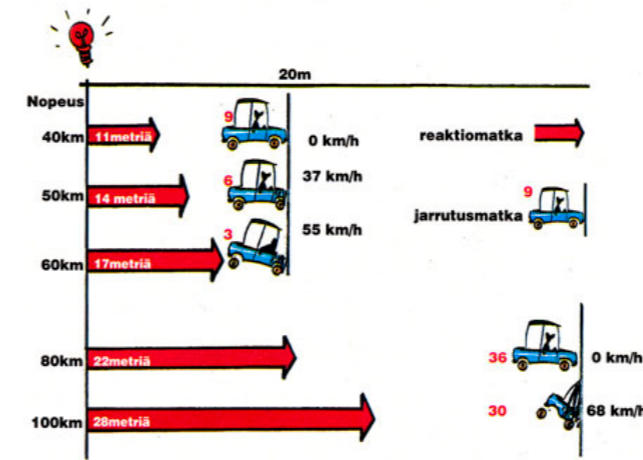 20m
Nopeus
40km 11metriä 9 0 km/h reaktiomatka
50km 14 metriä 6 37 km/h 9
jarrutusmatka
60km 17metriä 3 55 km/h
80km 22metriä 36 0 km/h
100km 28metriä 30 68 km/h